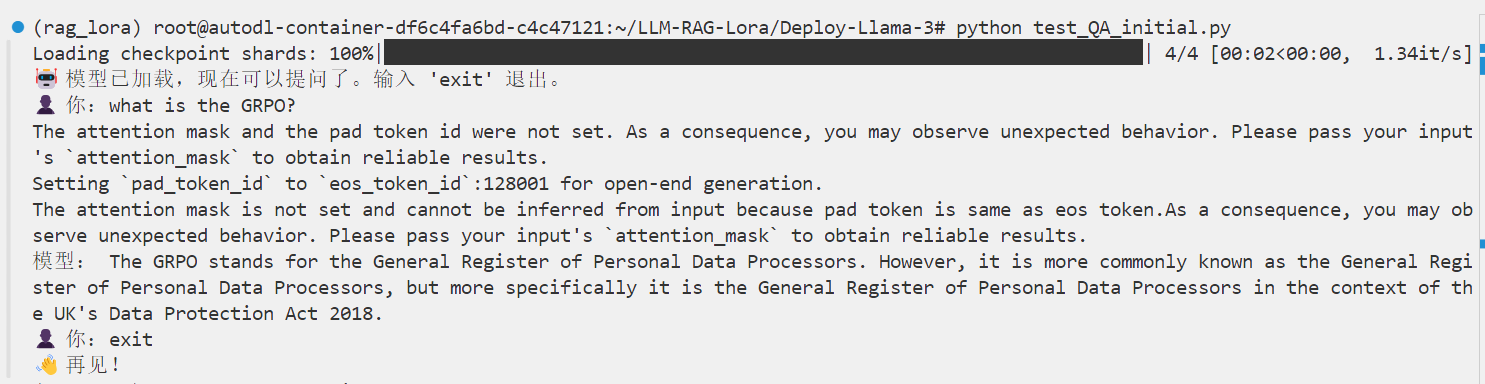 (rag_lora) root@autodl-container-df6c4fa6bd-c4c47121:~/LLM-RAG-Lora/Deploy-Llama-3# python test_QA_initial.py
Loading checkpoint shards: 100%|██████████| 4/4 [00:02<00:00, 1.34it/s]
🤖 模型已加载，现在可以提问了。输入 'exit' 退出。
👤 你：what is the GRPO?
The attention mask and the pad token id were not set. As a consequence, you may observe unexpected behavior. Please pass your input
's `attention_mask` to obtain reliable results.
Setting `pad_token_id` to `eos_token_id`:128001 for open-end generation.
The attention mask is not set and cannot be inferred from input because pad token is same as eos token.As a consequence, you may ob
serve unexpected behavior. Please pass your input's `attention_mask` to obtain reliable results.
模型： The GRPO stands for the General Register of Personal Data Processors. However, it is more commonly known as the General Regi
ster of Personal Data Processors, but more specifically it is the General Register of Personal Data Processors in the context of th
e UK's Data Protection Act 2018.
👤 你：exit
👋 再见！